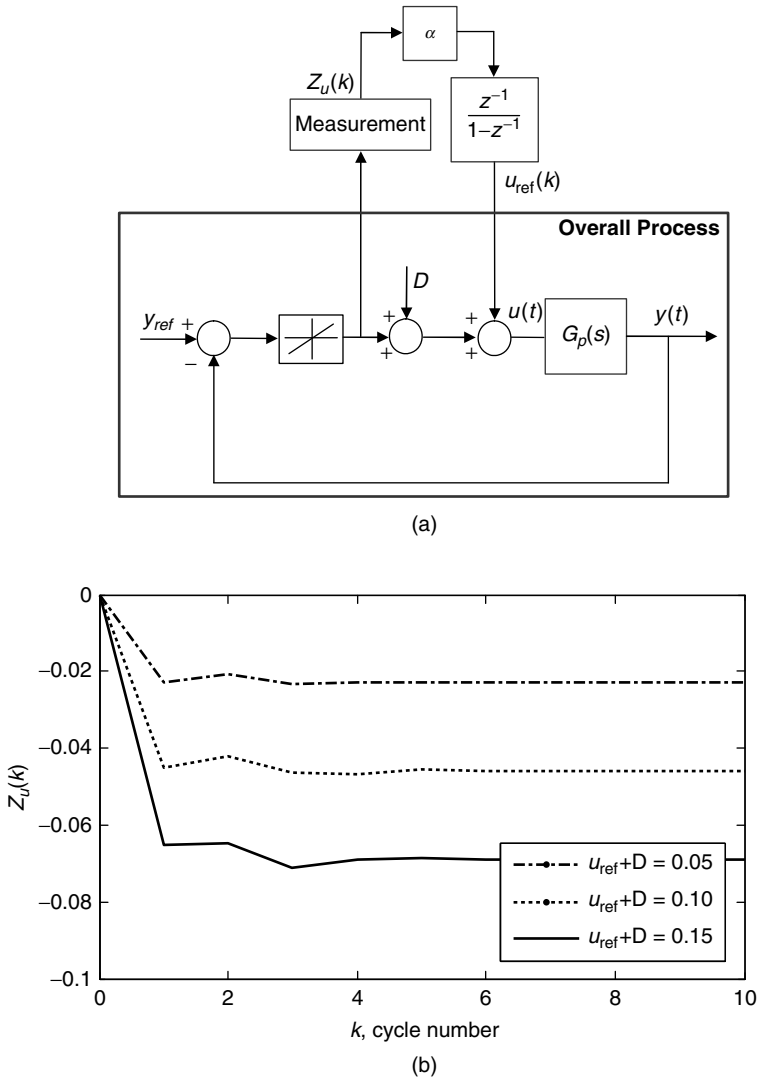 α
Z_u(k)
Measurement
z^{−1}
1−z^{−1}
u_ref(k)
Overall Process
D
y_ref
+
−
+
+
+
+
u(t)
G_p(s)
y(t)
(a)
0
−0.02
−0.04
−0.06
−0.08
−0.1
Z_u(k)
u_ref+D = 0.05
u_ref+D = 0.10
u_ref+D = 0.15
0 2 4 6 8 10
k, cycle number
(b)